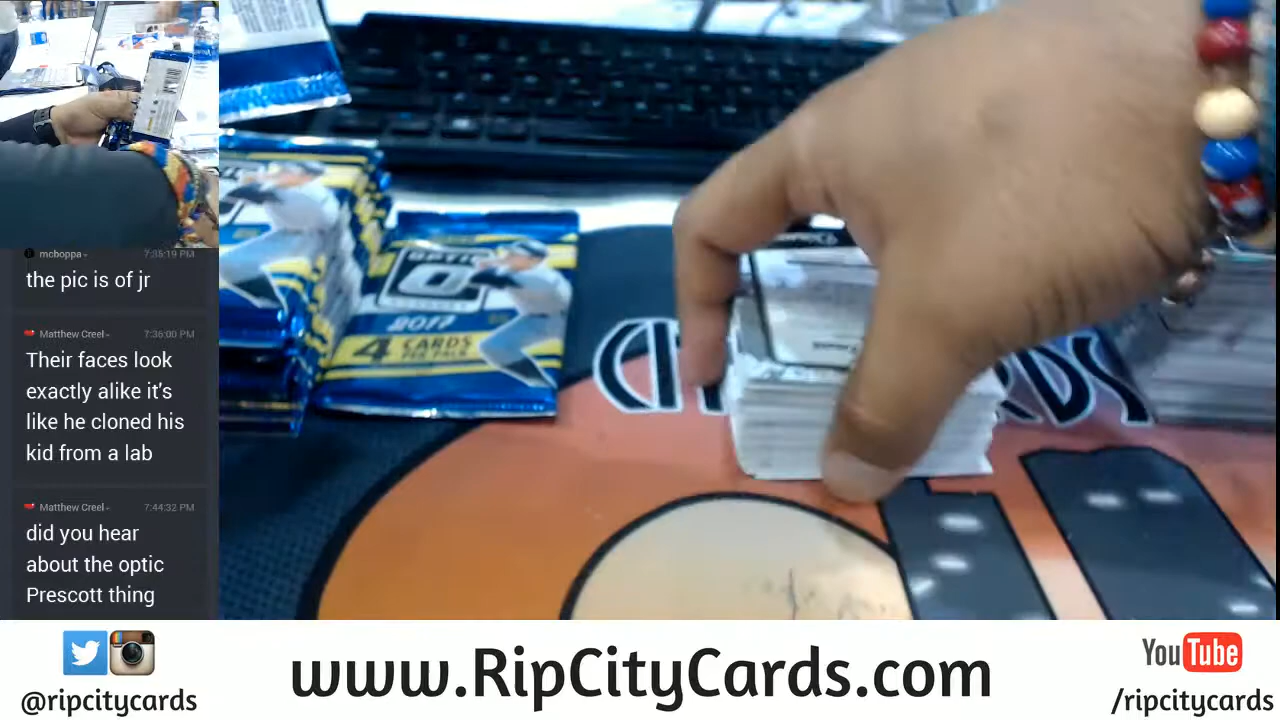 mcboppa-
7:35:19 PM
the pic is of jr
Matthew Creel-
7:36:00 PM
Their faces look
exactly alike it's
like he cloned his
kid from a lab
Matthew Creel-
7:44:32 PM
did you hear
about the optic
Prescott thing
OPTIC
2017
4 CARDS
PER PACK
@ripcitycards
www.RipCityCards.com
YouTube
/ripcitycards